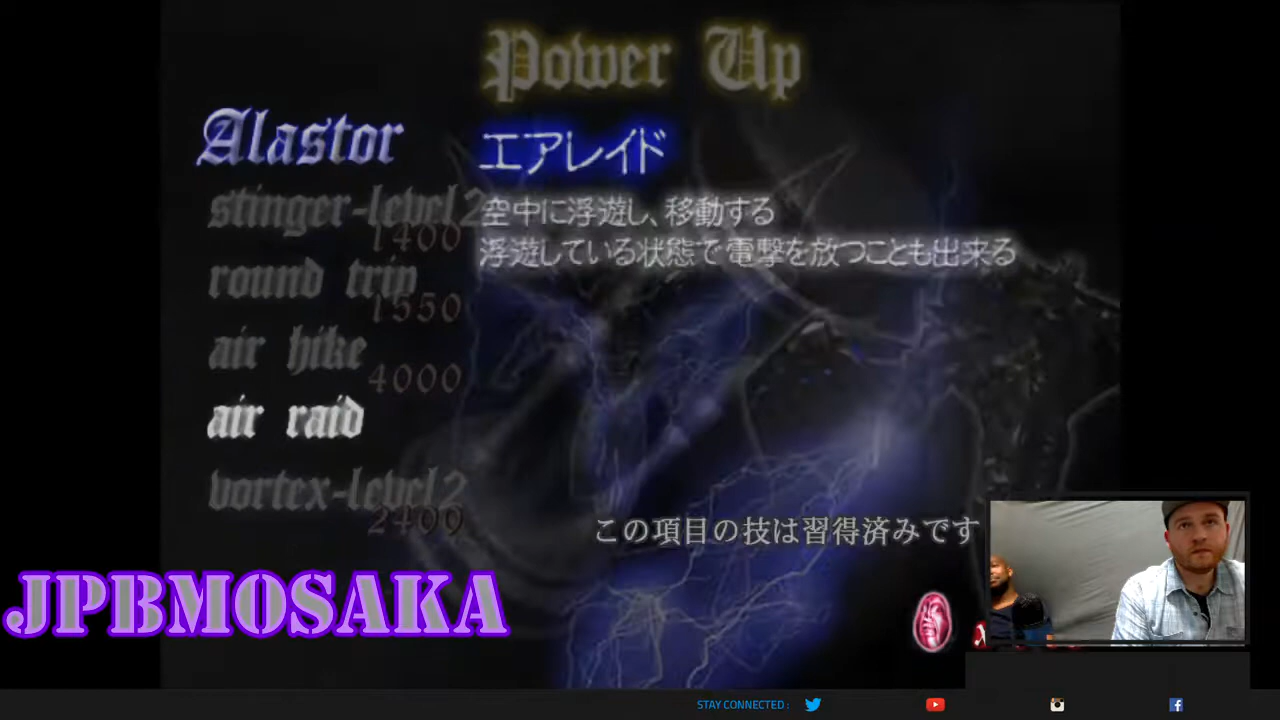 Power Up
Alastor
エアレイド
stinger-level2
1400
空中に浮遊し、移動する
浮遊している状態で電撃を放つことも出来る
round trip
1550
air hike
4000
air raid
vortex-level2
2400
この項目の技は習得済みです
JPBMOSAKA
STAY CONNECTED :